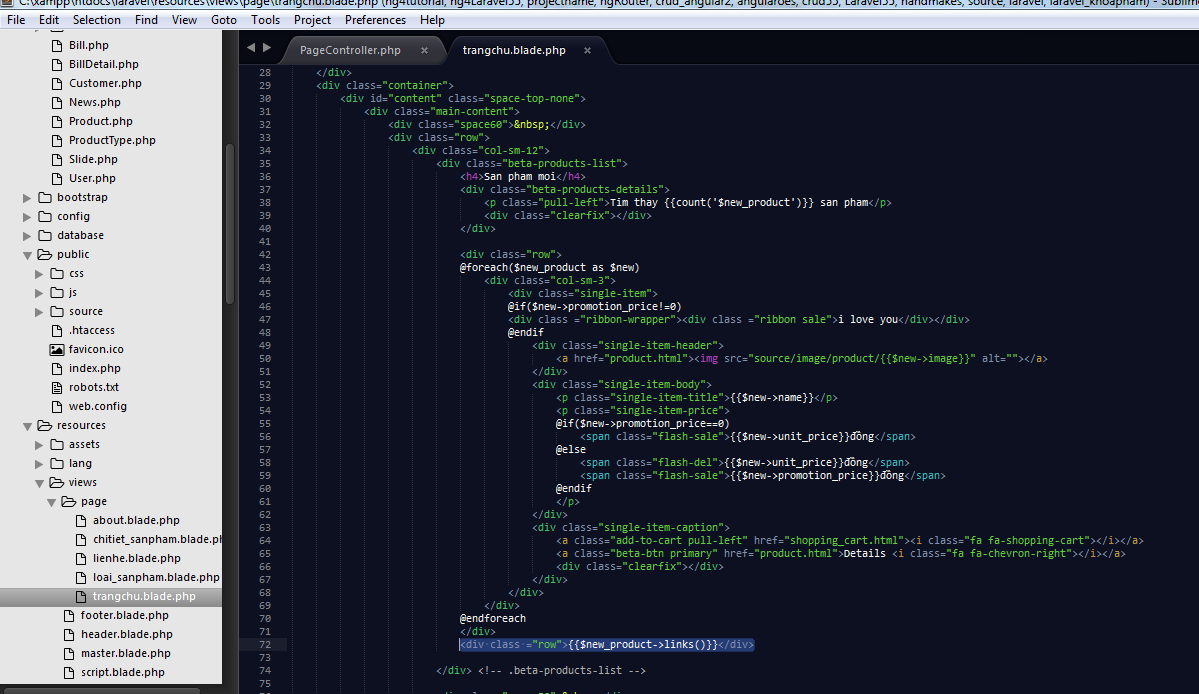 C:\xampp\htdocs\laravel\resources\views\page\trangchu.blade.php (ng4tutorial, ng4Laravel55, projectname, ngRouter, crud_angular2, angular6es, crud55, Laravel55, handmakes, source, laravel, laravel_khoapham) - Sublime
File Edit Selection Find View Goto Tools Project Preferences Help
Bill.php
BillDetail.php
Customer.php
News.php
Product.php
ProductType.php
Slide.php
User.php
bootstrap
config
database
public
css
js
source
.htaccess
favicon.ico
index.php
robots.txt
web.config
resources
assets
lang
views
page
about.blade.php
chitiet_sanpham.blade.ph
lienhe.blade.php
loai_sanpham.blade.php
trangchu.blade.php
footer.blade.php
header.blade.php
master.blade.php
script.blade.php
PageController.php × trangchu.blade.php ×
28 </div>
29 <div class="container">
30 <div id="content" class="space-top-none">
31 <div class="main-content">
32 <div class="space60">&nbsp;</div>
33 <div class="row">
34 <div class="col-sm-12">
35 <div class="beta-products-list">
36 <h4>San pham moi</h4>
37 <div class="beta-products-details">
38 <p class="pull-left">Tim thay {{count('$new_product')}} san pham</p>
39 <div class="clearfix"></div>
40 </div>
41
42 <div class="row">
43 @foreach($new_product as $new)
44 <div class="col-sm-3">
45 <div class="single-item">
46 @if($new->promotion_price!=0)
47 <div class ="ribbon-wrapper"><div class ="ribbon sale">i love you</div></div>
48 @endif
49 <div class="single-item-header">
50 <a href="product.html"><img src="source/image/product/{{$new->image}}" alt=""></a>
51 </div>
52 <div class="single-item-body">
53 <p class="single-item-title">{{$new->name}}</p>
54 <p class="single-item-price">
55 @if($new->promotion_price==0)
56 <span class="flash-sale">{{$new->unit_price}}đồng</span>
57 @else
58 <span class="flash-del">{{$new->unit_price}}đồng</span>
59 <span class="flash-sale">{{$new->promotion_price}}đồng</span>
60 @endif
61 </p>
62 </div>
63 <div class="single-item-caption">
64 <a class="add-to-cart pull-left" href="shopping_cart.html"><i class="fa fa-shopping-cart"></i></a>
65 <a class="beta-btn primary" href="product.html">Details <i class="fa fa-chevron-right"></i></a>
66 <div class="clearfix"></div>
67 </div>
68 </div>
69 </div>
70 @endforeach
71 </div>
72 <div class ="row">{{$new_product->links()}}</div>
73
74 </div> <!-- .beta-products-list -->
75